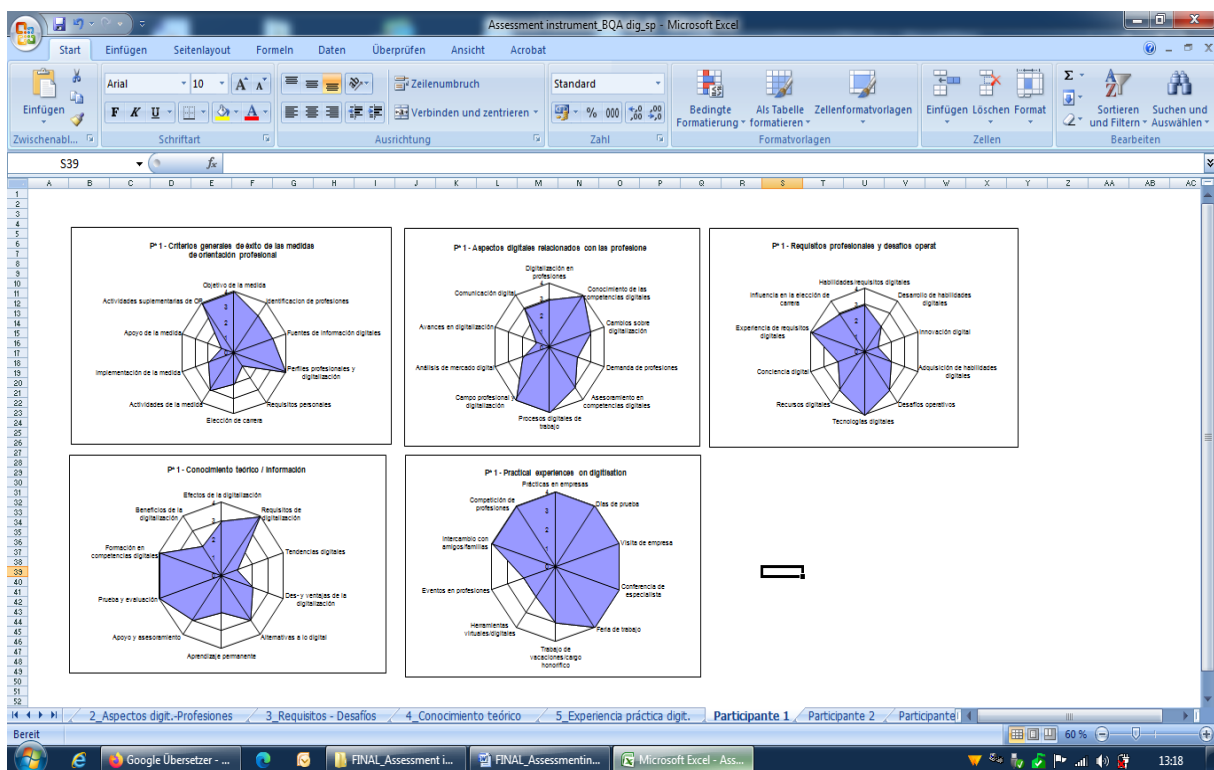 Assessment instrument_BQA dig_sp - Microsoft Excel
Start Einfügen Seitenlayout Formeln Daten Überprüfen Ansicht Acrobat
Einfügen
Zwischenabl...
Arial 10
F K U
Schriftart
Zeilenumbruch
Verbinden und zentrieren
Ausrichtung
Standard
% 000
Zahl
Bedingte Formatierung
Als Tabelle formatieren
Zellenformatvorlagen
Formatvorlagen
Einfügen Löschen Format
Zellen
Sortieren und Filtern
Suchen und Auswählen
Bearbeiten
S39
fx
A B C D E F G H I J K L M N O P Q R S T U V W X Y Z AA AB AC
P* 1 - Criterios generales de éxito de las medidas
de orientación profesional
Objetivo de la medida
Identificacion de profesiones
Fuentes de información digitales
Perfiles profesionales y
digitalización
Requisitos personales
Elección de carrera
Actividades de la medida
Implementación de la medida
Apoyo de la medida
Actividades suplementarias de OP
P* 1 - Aspectos digitales relacionados con las profesione
Digitalización en
profesiones
Conocimiento de las
competencias digitales
Cambios sobre
digitalización
Demanda de profesiones
Asesoramiento en
competencias digitales
Procesos digitales de
trabajo
Campo profesional y
digitalización
Análisis de mercado digital
Avances en digitalización
Comunicación digital
P* 1 - Requisitos profesionales y desafíos operat
Habilidades/requisitos digitales
Desarrollo de habilidades
digitales
Innovación digital
Adquisición de habilidades
digitales
Desafíos operativos
Tecnologías digitales
Recursos digitales
Conciencia digital
Experiencia de requisitos
digitales
Influencia en la elección de
carrera
P* 1 - Conocimiento teórico / Información
Efectos de la digitalización
Requisitos de
digitalización
Tendencias digitales
Des- y ventajas de la
digitalización
Alternativas a lo digital
Aprendizaje permanente
Apoyo y asesoramiento
Prueba y evaluación
Formación en
competencias digitales
Beneficios de la
digitalización
P* 1 - Practical experiences on digitisation
Prácticas en empresas
Días de prueba
Visita de empresa
Conferencia de
especialista
Feria de trabajo
Trabajo de
vacaciones/cargo
honorífico
Herramientas
virtuales/digitales
Eventos en profesiones
Intercambio con
amigos/familias
Competición de
profesiones
2_Aspectos digit.-Profesiones 3_Requisitos - Desafíos 4_Conocimiento teórico 5_Experiencia práctica digit. Participante 1 Participante 2 Participante
Bereit
60 %
Google Übersetzer - ... FINAL_Assessment i... FINAL_Assessmentin... Microsoft Excel - Ass... 13:18